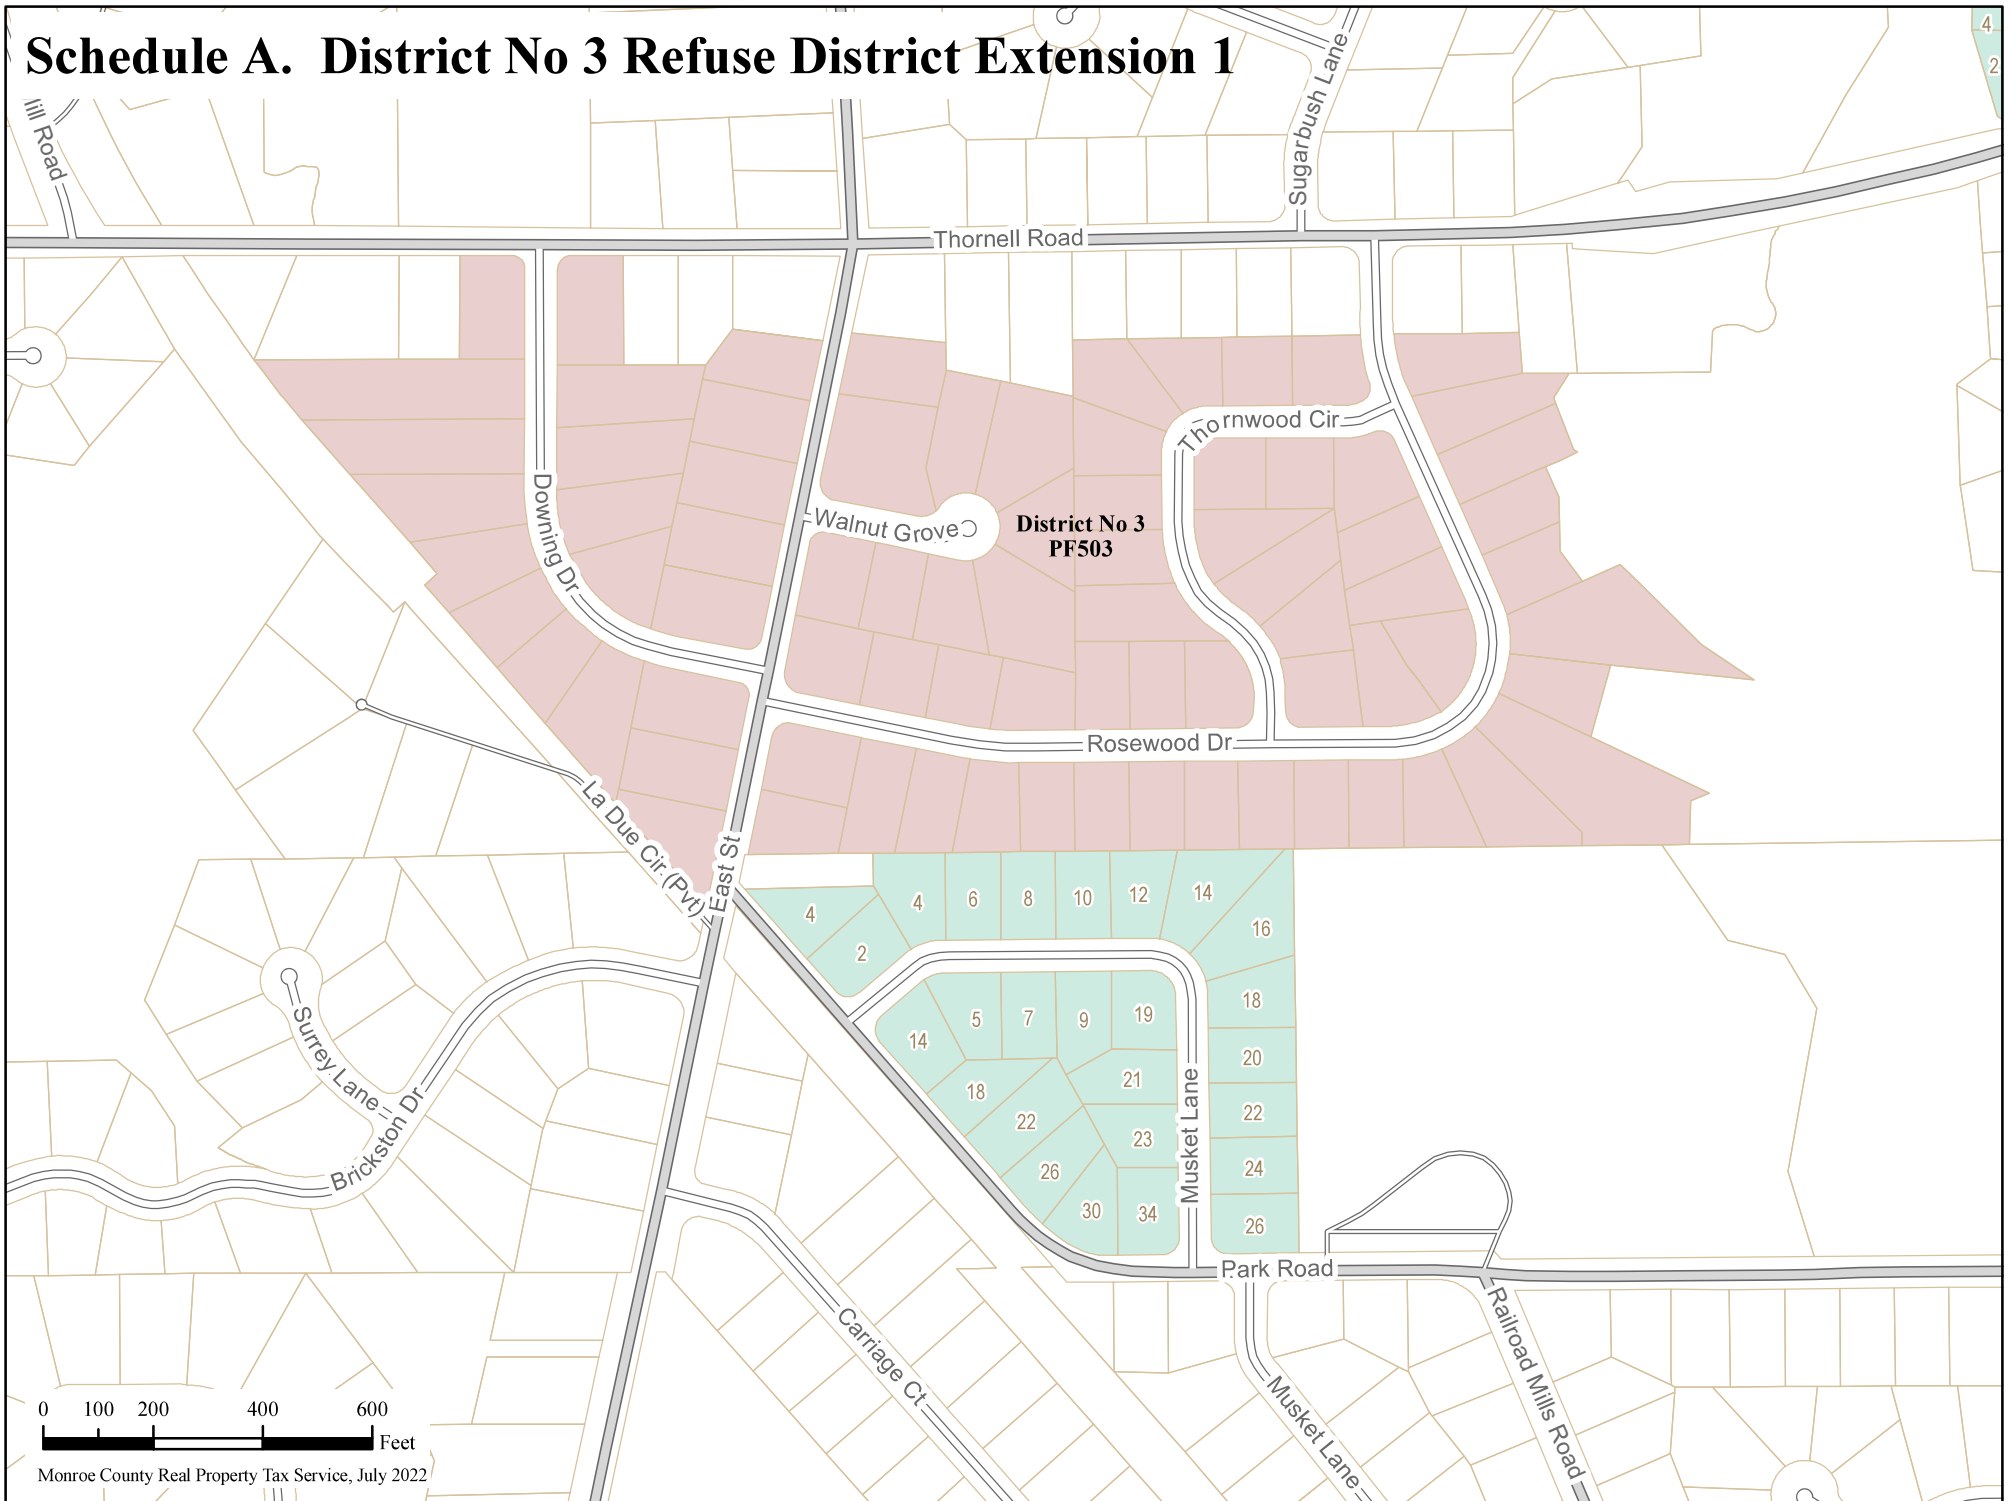 Schedule A.  District No 3 Refuse District Extension 1
4
2
Mill Road
Sugarbush Lane
Thornell Road
Thornwood Cir
Downing Dr
Walnut Grove
District No 3
PF503
Rosewood Dr
La Due Cir (Pvt)
East St
4
2
4
6
8
10
12
14
16
18
20
22
24
26
14
5
7
9
19
18
21
22
23
26
30
34
Musket Lane
Surrey Lane
Brickston Dr
Park Road
Carriage Ct
Musket Lane
Railroad Mills Road
0 100 200 400 600
Feet
Monroe County Real Property Tax Service, July 2022